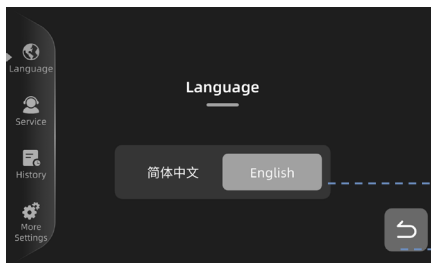 Language
Service
History
More
Settings
Language
简体中文
English